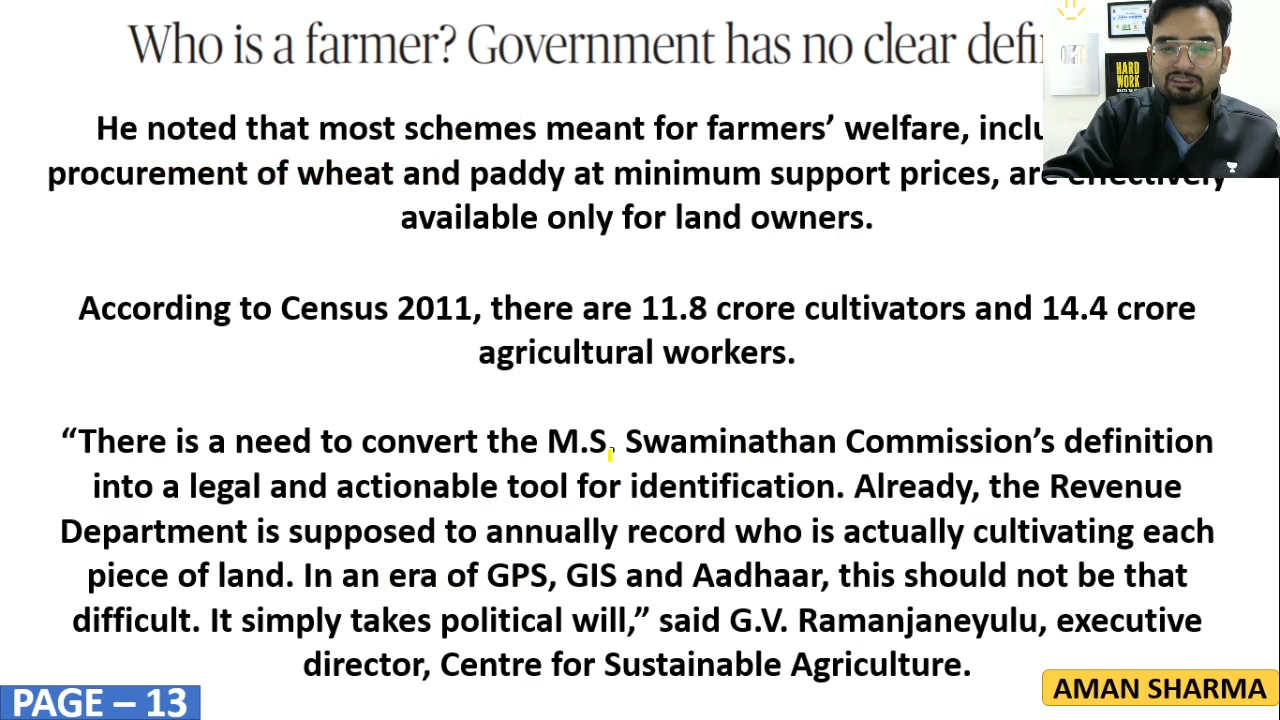 Who is a farmer? Government has no clear
He noted that most schemes meant for farmers’ welfare,
procurement of wheat and paddy at minimum support prices, are effectively
available only for land owners.
According to Census 2011, there are 11.8 crore cultivators and 14.4 crore
agricultural workers.
“There is a need to convert the M.S. Swaminathan Commission’s definition
into a legal and actionable tool for identification. Already, the Revenue
Department is supposed to annually record who is actually cultivating each
piece of land. In an era of GPS, GIS and Aadhaar, this should not be that
difficult. It simply takes political will,” said G.V. Ramanjaneyulu, executive
director, Centre for Sustainable Agriculture.
HARD
WORK
PAGE – 13
AMAN SHARMA